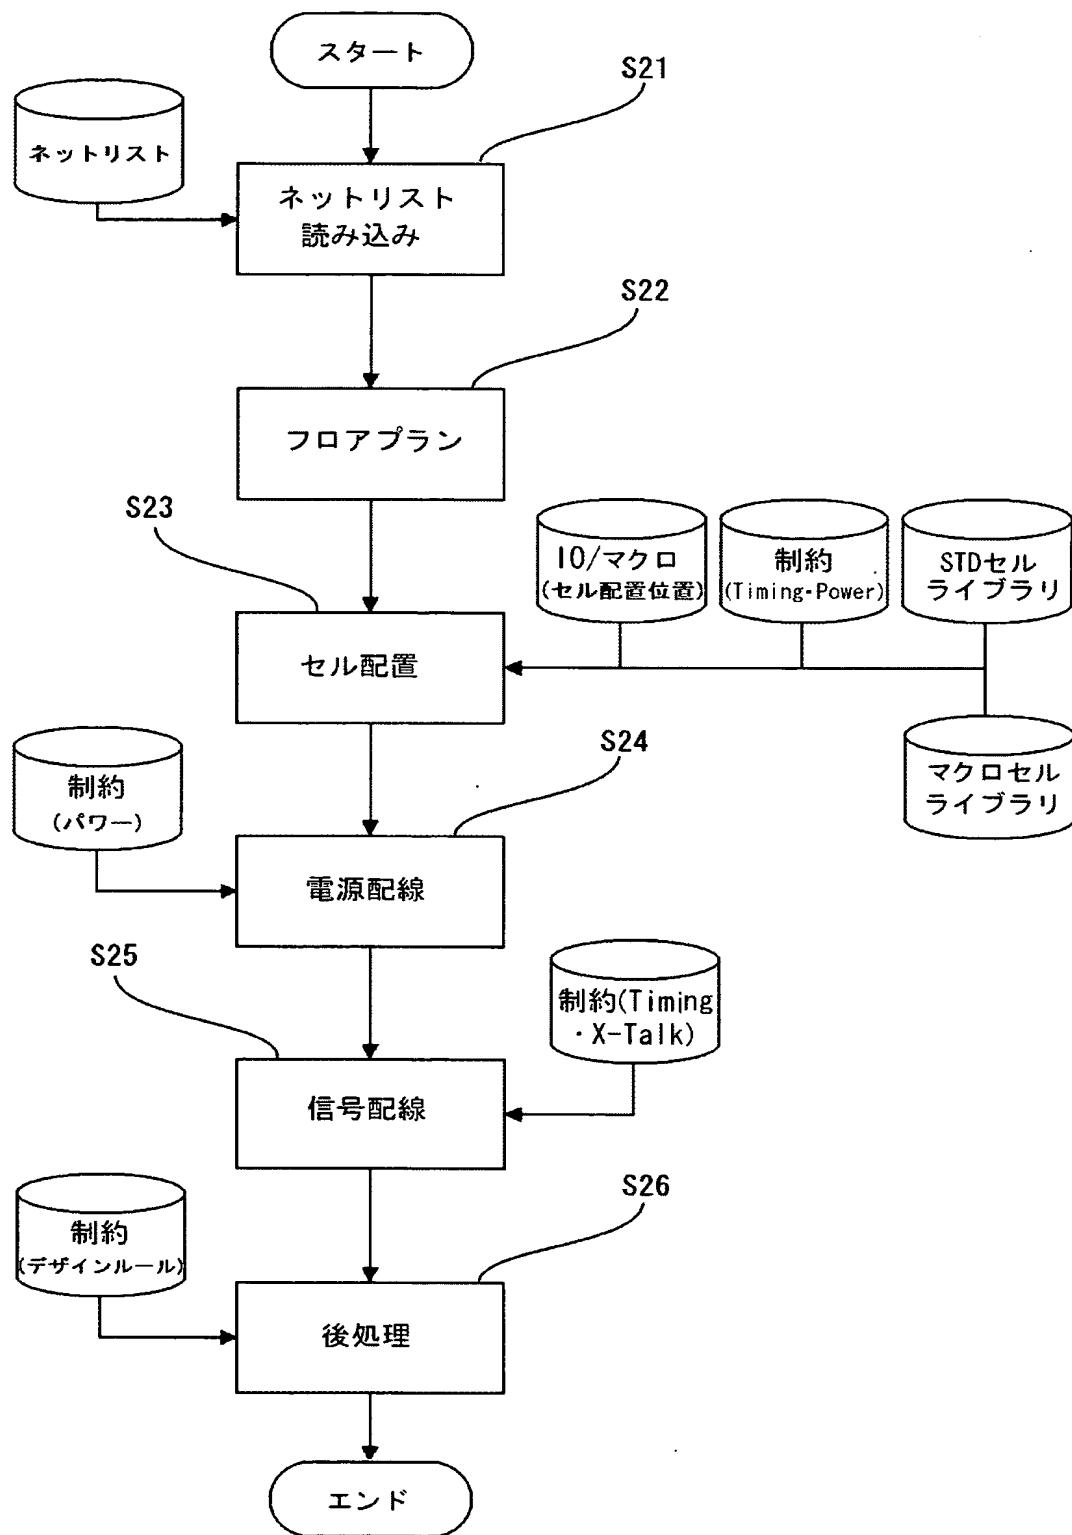 スタート
S21
ネットリスト
ネットリスト
読み込み
S22
フロアプラン
S23
IO/マクロ
(セル配置位置)
制約
(Timing・Power)
STDセル
ライブラリ
セル配置
マクロセル
ライブラリ
S24
制約
(パワー)
電源配線
S25
制約(Timing
・X-Talk)
信号配線
S26
制約
(デザインルール)
後処理
エンド